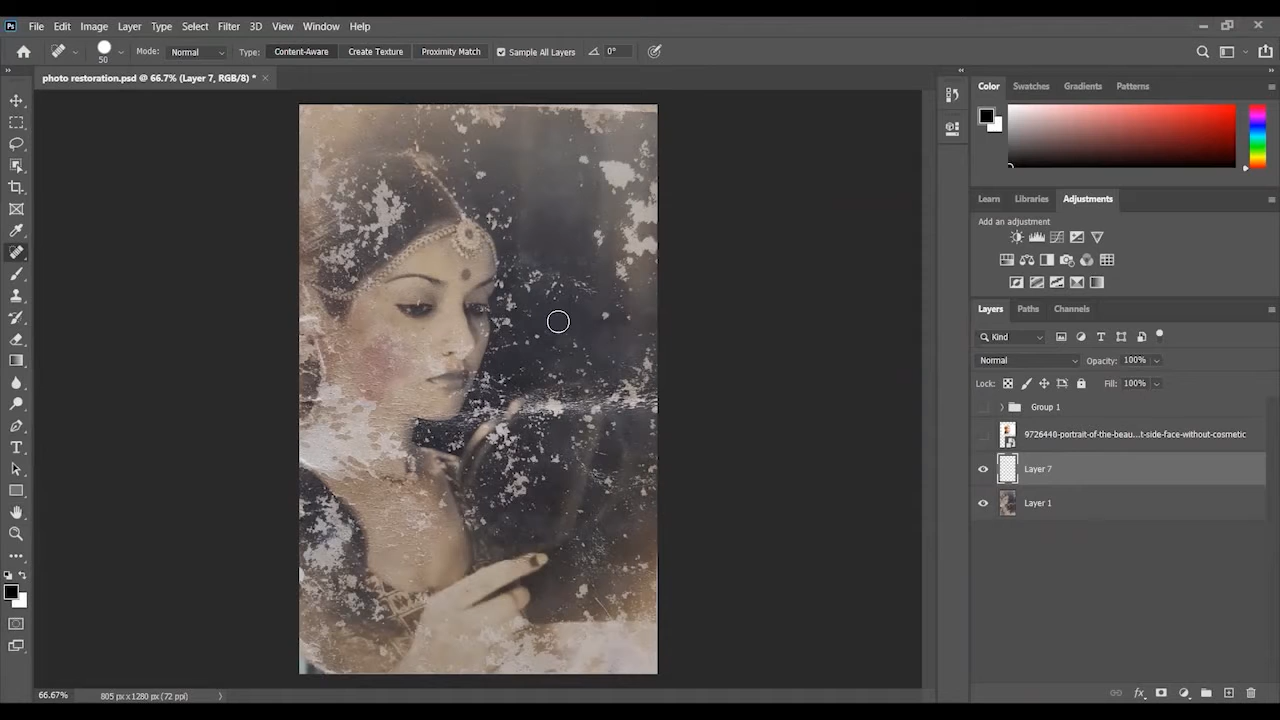 Ps File Edit Image Layer Type Select Filter 3D View Window Help
50 Mode: Normal Type: Content-Aware Create Texture Proximity Match Sample All Layers 0°
photo restoration.psd @ 66.7% (Layer 7, RGB/8) *
Color Swatches Gradients Patterns
Learn Libraries Adjustments
Add an adjustment
Layers Paths Channels
Kind
Normal Opacity: 100%
Lock: Fill: 100%
Group 1
9726440-portrait-of-the-beau...t-side-face-without-cosmetic
Layer 7
Layer 1
66.67% 805 px x 1280 px (72 ppi)